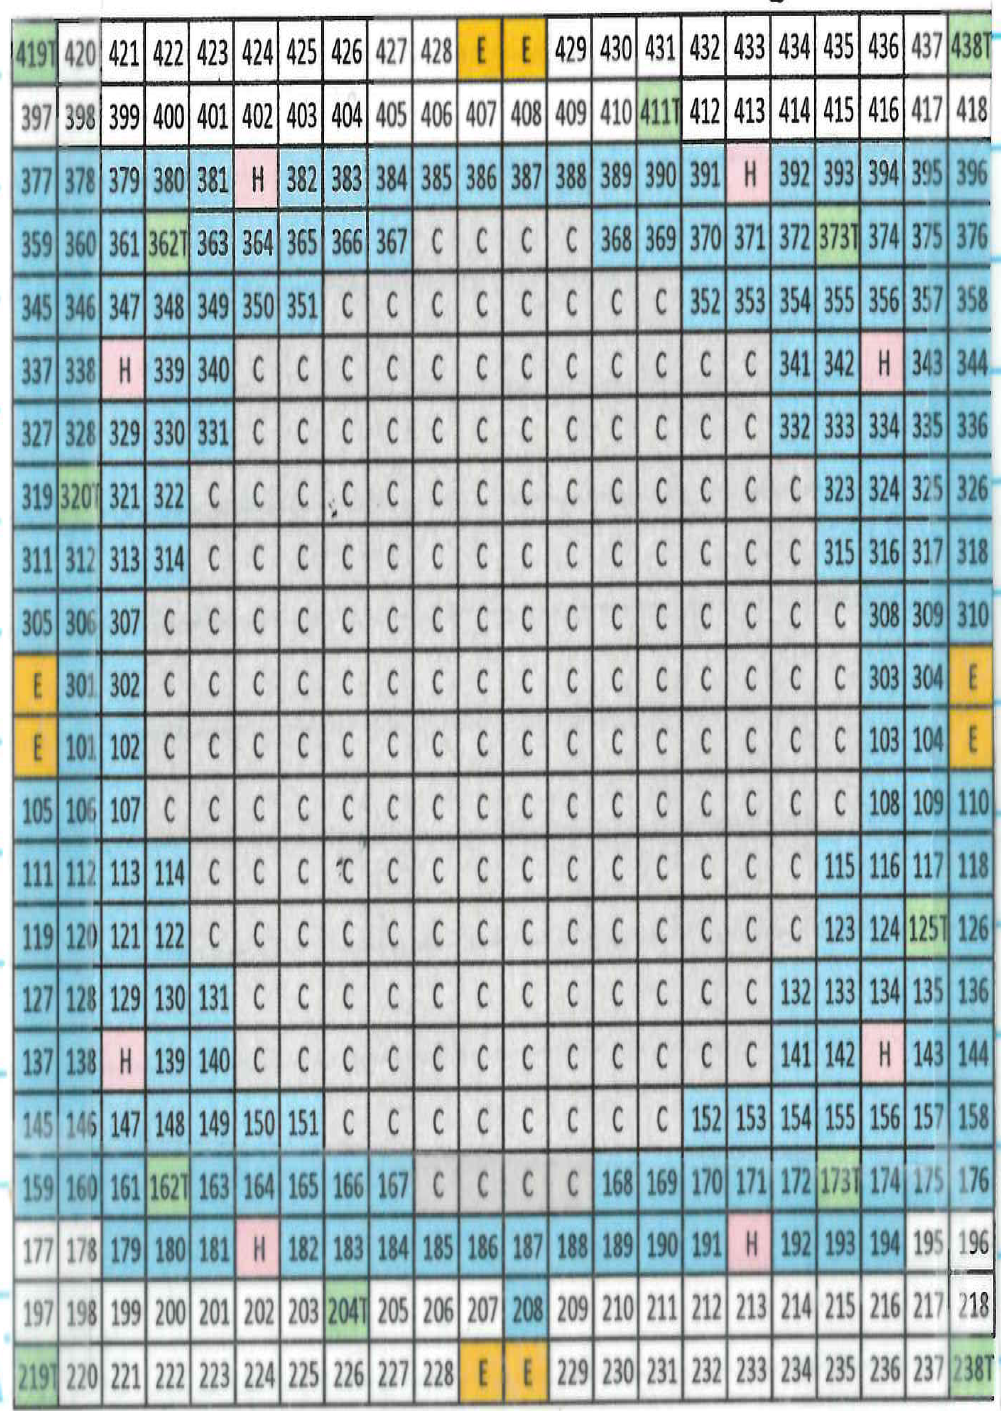 419T 420 421 422 423 424 425 426 427 428 E E 429 430 431 432 433 434 435 436 437 438T
397 398 399 400 401 402 403 404 405 406 407 408 409 410 411T 412 413 414 415 416 417 418
377 378 379 380 381 H 382 383 384 385 386 387 388 389 390 391 H 392 393 394 395 396
359 360 361 362T 363 364 365 366 367 C C C C 368 369 370 371 372 373T 374 375 376
345 346 347 348 349 350 351 C C C C C C C C 352 353 354 355 356 357 358
337 338 H 339 340 C C C C C C C C C C C C 341 342 H 343 344
327 328 329 330 331 C C C C C C C C C C C C 332 333 334 335 336
319 320T 321 322 C C C C C C C C C C C C C C 323 324 325 326
311 312 313 314 C C C C C C C C C C C C C C 315 316 317 318
305 306 307 C C C C C C C C C C C C C C C C 308 309 310
E 301 302 C C C C C C C C C C C C C C C C 303 304 E
E 101 102 C C C C C C C C C C C C C C C C 103 104 E
105 106 107 C C C C C C C C C C C C C C C C 108 109 110
111 112 113 114 C C C C C C C C C C C C C C 115 116 117 118
119 120 121 122 C C C C C C C C C C C C C C 123 124 125T 126
127 128 129 130 131 C C C C C C C C C C C C 132 133 134 135 136
137 138 H 139 140 C C C C C C C C C C C C 141 142 H 143 144
145 146 147 148 149 150 151 C C C C C C C C 152 153 154 155 156 157 158
159 160 161 162T 163 164 165 166 167 C C C C 168 169 170 171 172 173T 174 175 176
177 178 179 180 181 H 182 183 184 185 186 187 188 189 190 191 H 192 193 194 195 196
197 198 199 200 201 202 203 204T 205 206 207 208 209 210 211 212 213 214 215 216 217 218
219T 220 221 222 223 224 225 226 227 228 E E 229 230 231 232 233 234 235 236 237 238T